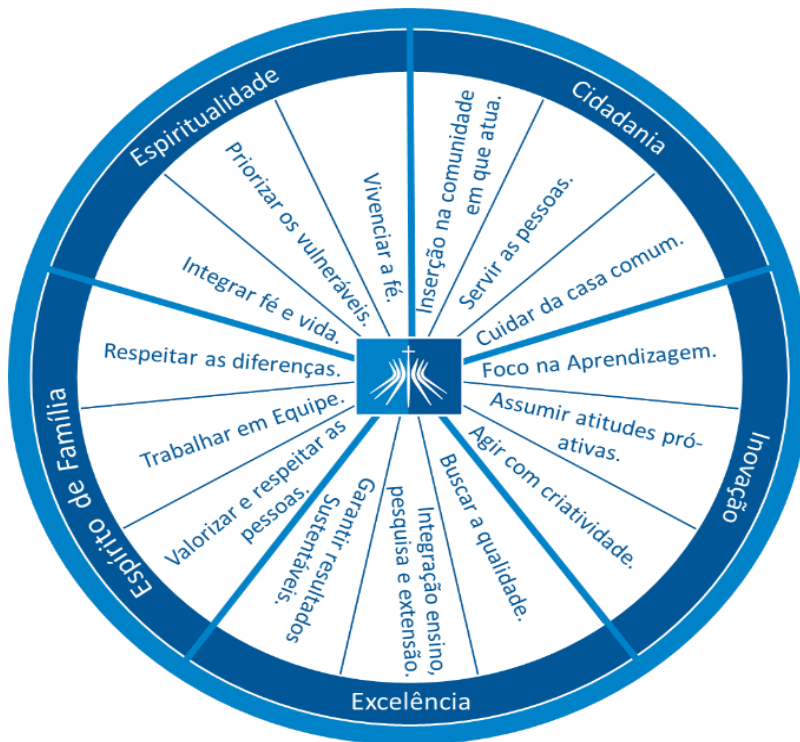 Espiritualidade
Priorizar os vulneráveis.
Vivenciar a fé.
Integrar fé e vida.
Cidadania
Inserção na comunidade
em que atua.
Servir as pessoas.
Cuidar da casa comum.
Inovação
Foco na Aprendizagem.
Assumir atitudes pró-
ativas.
Agir com criatividade.
Excelência
Buscar a qualidade.
Integração ensino,
pesquisa e extensão.
Garantir resultados
Sustentáveis.
Espírito de Família
Valorizar e respeitar as
pessoas.
Trabalhar em Equipe.
Respeitar as diferenças.